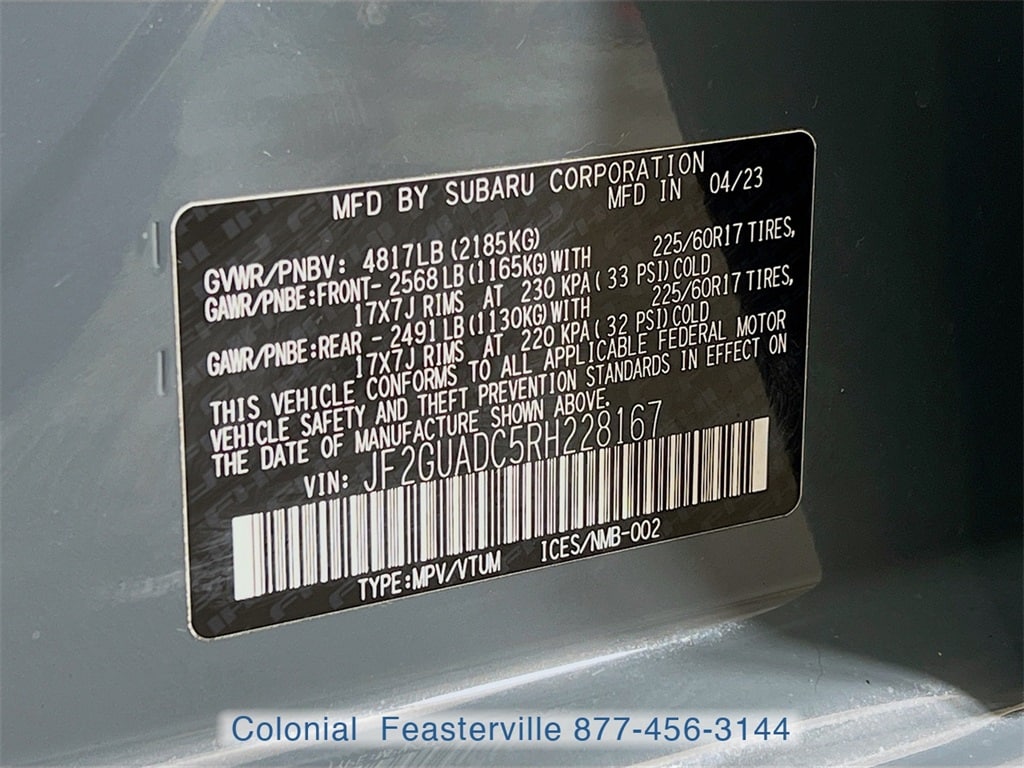 MFD BY SUBARU CORPORATION
MFD IN 04/23
GVWR/PNBV: 4817LB (2185KG)
GAWR/PNBE:FRONT- 2568LB (1165KG) WITH 225/60R17 TIRES,
17X7J RIMS AT 230 KPA ( 33 PSI) COLD
GAWR/PNBE:REAR - 2491LB (1130KG) WITH 225/60R17 TIRES,
17X7J RIMS AT 220 KPA ( 32 PSI) COLD
THIS VEHICLE CONFORMS TO ALL APPLICABLE FEDERAL MOTOR
VEHICLE SAFETY AND THEFT PREVENTION STANDARDS IN EFFECT ON
THE DATE OF MANUFACTURE SHOWN ABOVE.
VIN: JF2GUADC5RH228167
TYPE:MPV/VTUM ICES/NMB-002
Colonial Feasterville 877-456-3144